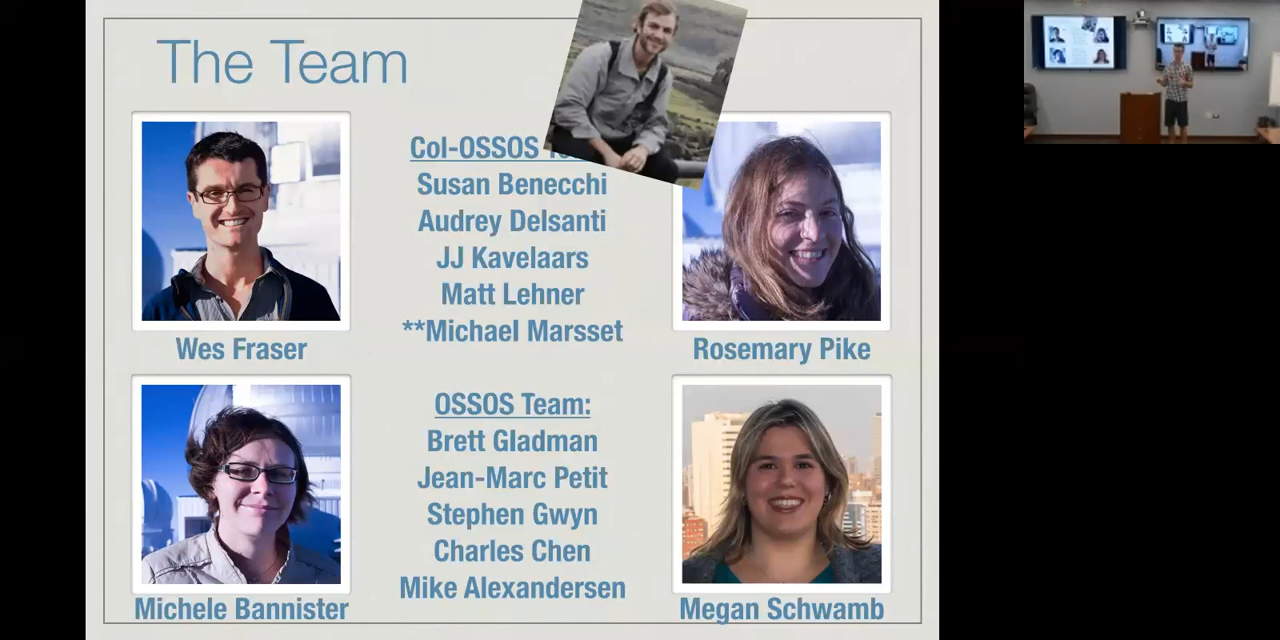 The Team
Col-OSSOS
Susan Benecchi
Audrey Delsanti
JJ Kavelaars
Matt Lehner
**Michael Marsset
Wes Fraser
Rosemary Pike
OSSOS Team:
Brett Gladman
Jean-Marc Petit
Stephen Gwyn
Charles Chen
Mike Alexandersen
Michele Bannister
Megan Schwamb